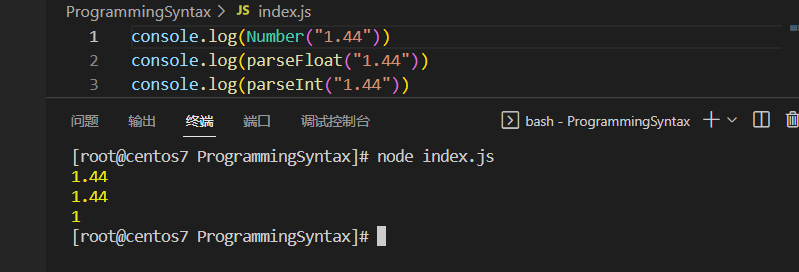 ProgrammingSyntax > JS index.js
1 console.log(Number("1.44"))
2 console.log(parseFloat("1.44"))
3 console.log(parseInt("1.44"))
问题 输出 终端 端口 调试控制台 bash - ProgrammingSyntax
[root@centos7 ProgrammingSyntax]# node index.js
1.44
1.44
1
[root@centos7 ProgrammingSyntax]#